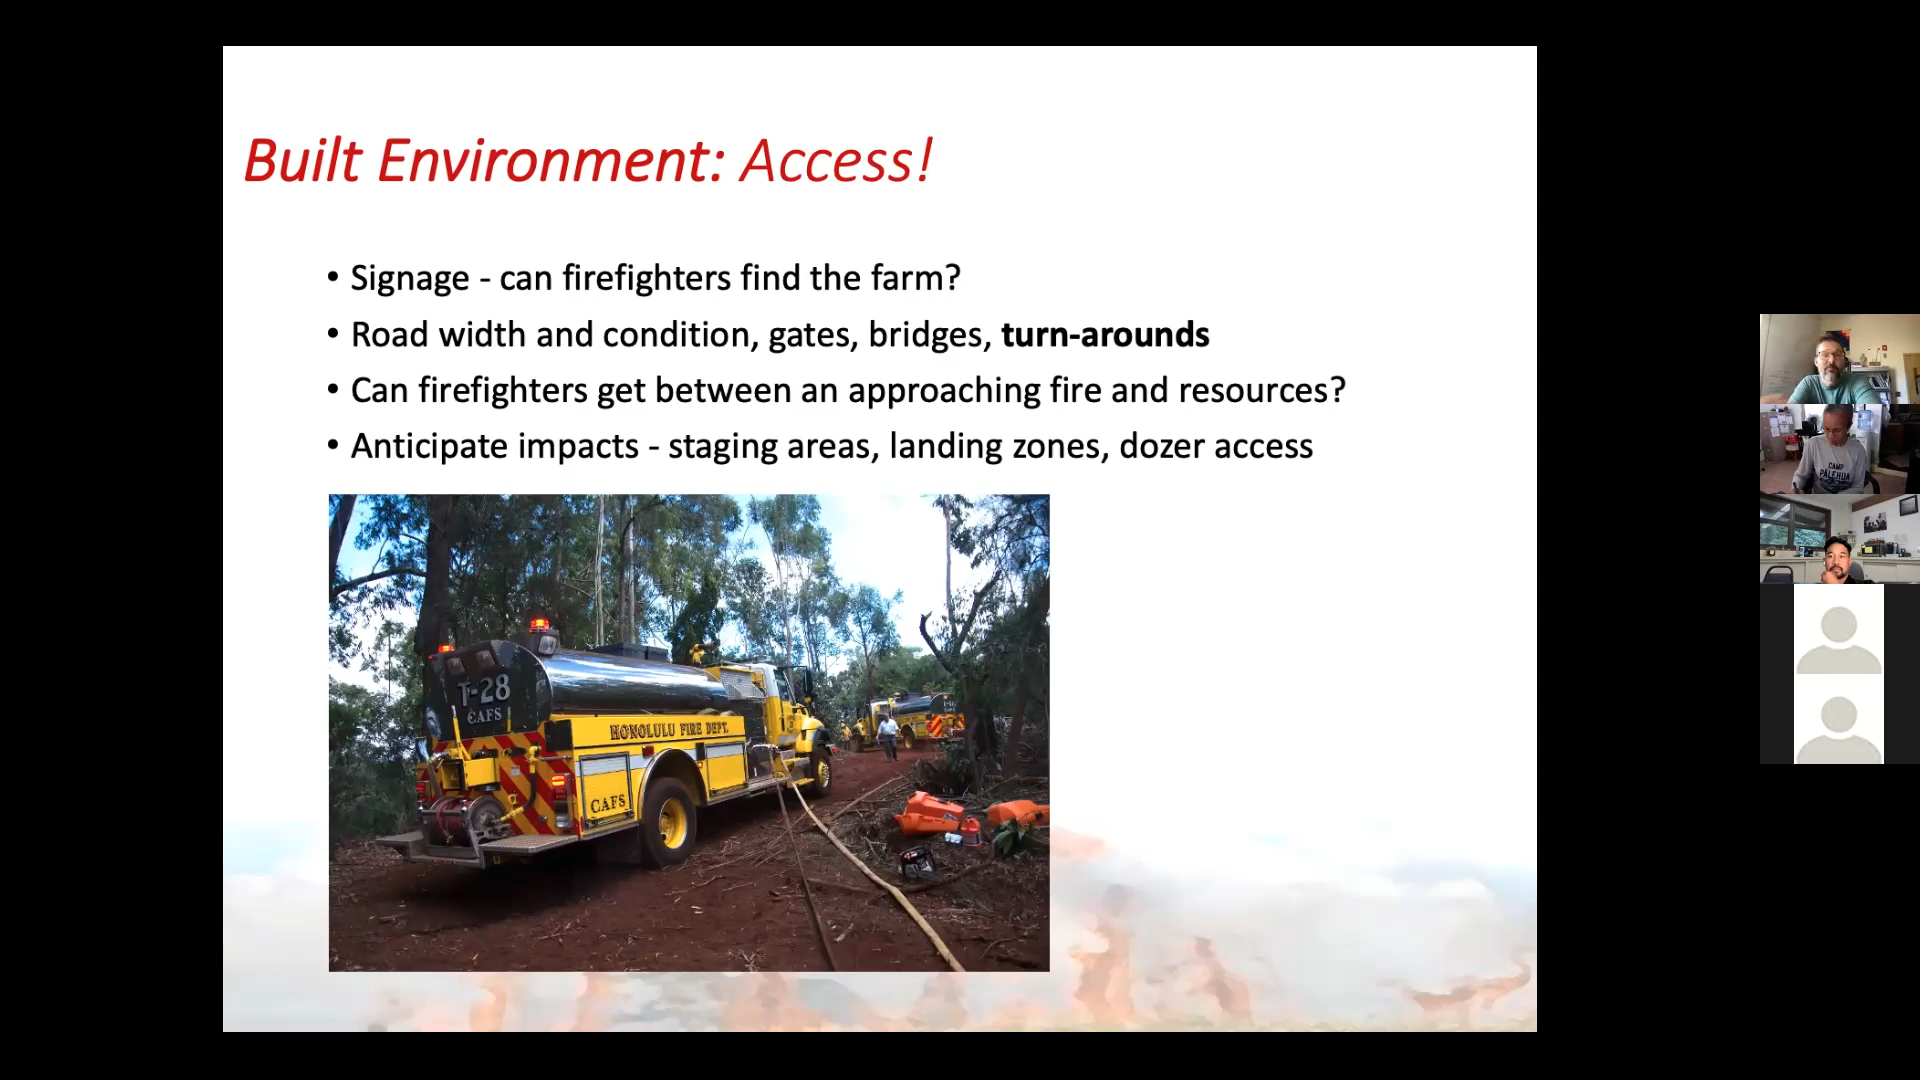 Built Environment: Access!
• Signage - can firefighters find the farm?
• Road width and condition, gates, bridges, turn-arounds
• Can firefighters get between an approaching fire and resources?
• Anticipate impacts - staging areas, landing zones, dozer access
T-28
CAFS
HONOLULU FIRE DEPT.
CAFS
CAMP
PALEHUA